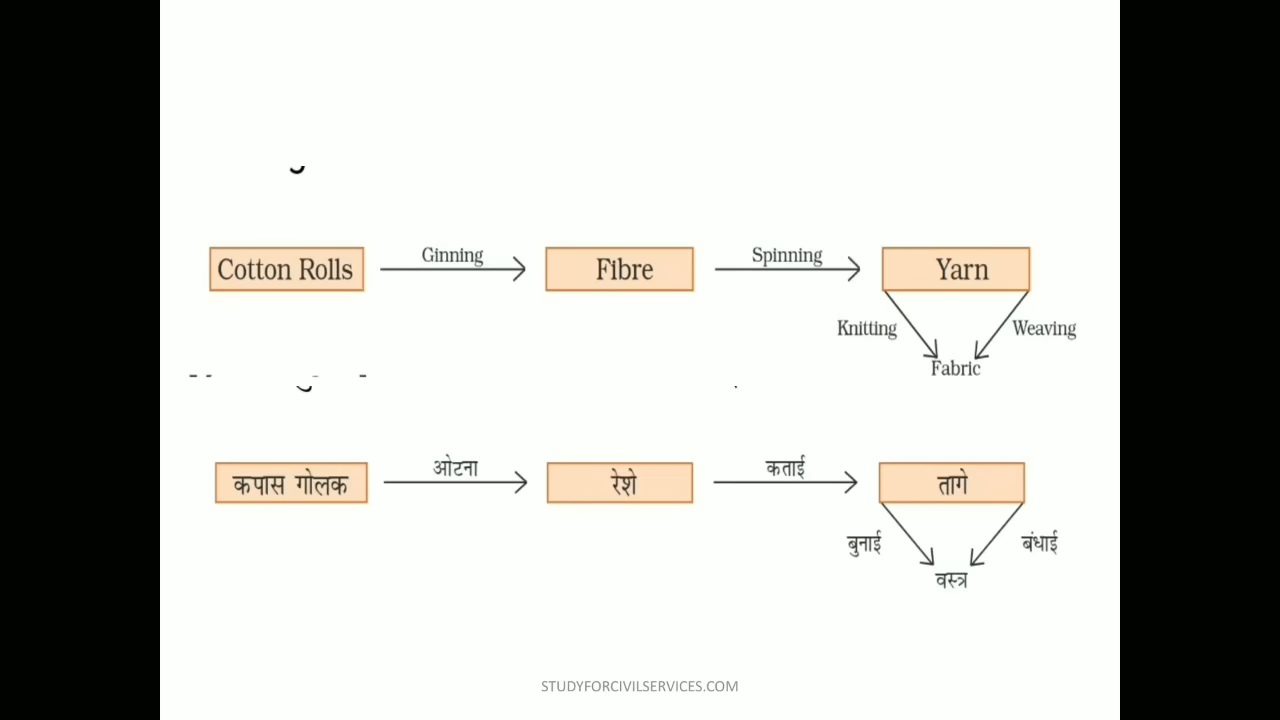 Cotton Rolls
Ginning
Fibre
Spinning
Yarn
Knitting
Weaving
Fabric
कपास गोलक
ओटना
रेशे
कताई
तागे
बुनाई
बंधाई
वस्त्र
STUDYFORCIVILSERVICES.COM